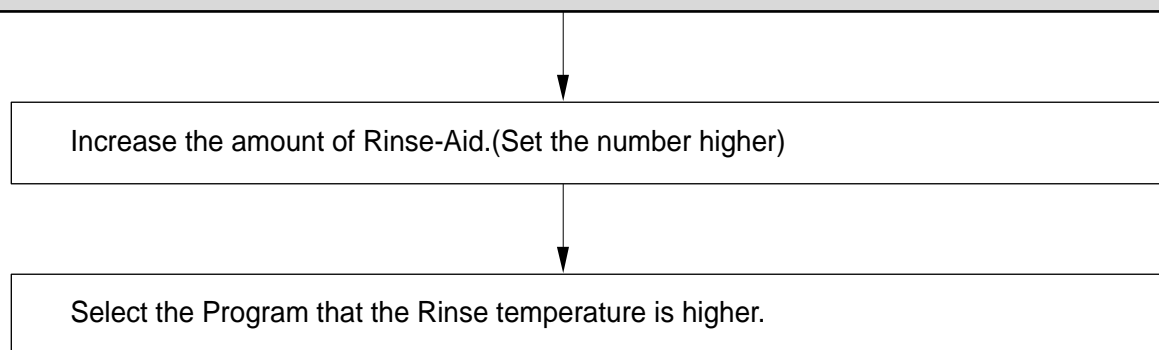 Increase the amount of Rinse-Aid.(Set the number higher)
Select the Program that the Rinse temperature is higher.